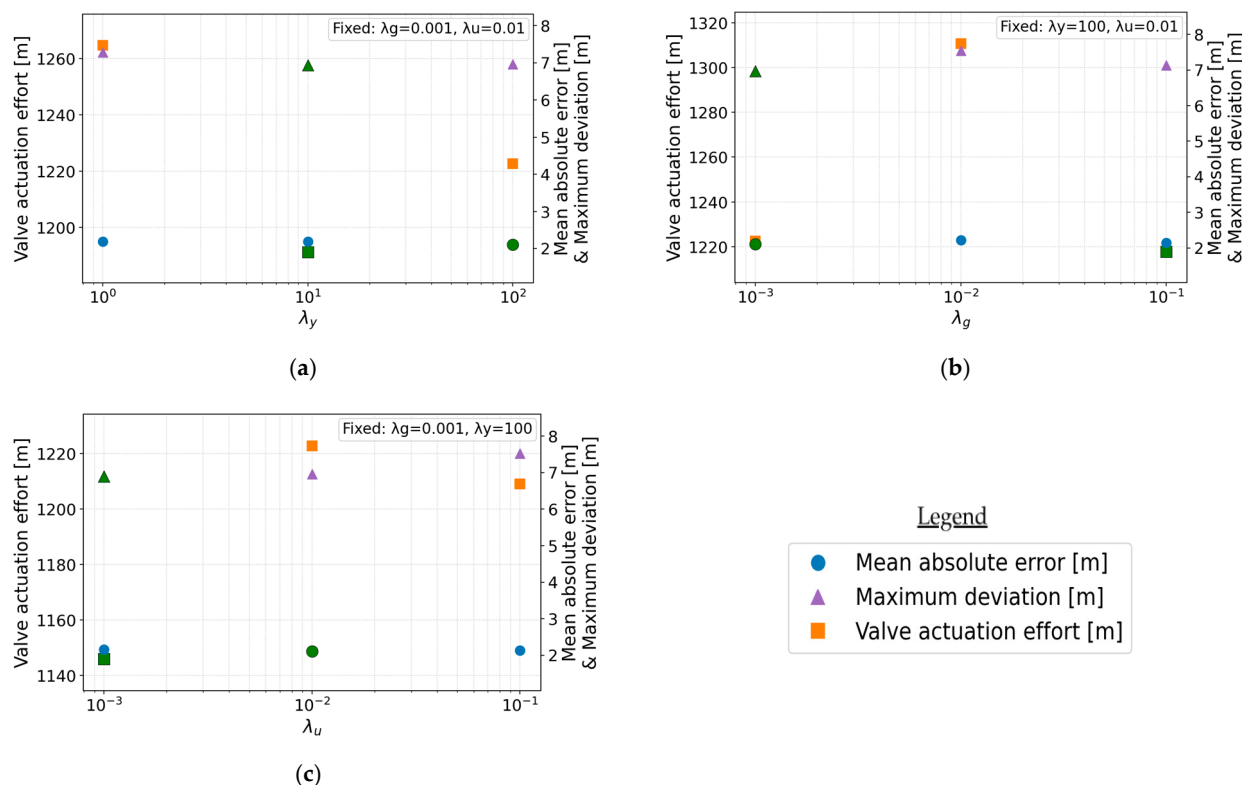 Fixed: λg=0.001, λu=0.01
Valve actuation effort [m]
1260
1240
1220
1200
8
7
6
5
4
3
2
Mean absolute error [m]
& Maximum deviation [m]
10⁰
10¹
10²
λy
(a)
Fixed: λy=100, λu=0.01
Valve actuation effort [m]
1320
1300
1280
1260
1240
1220
8
7
6
5
4
3
2
Mean absolute error [m]
& Maximum deviation [m]
10⁻³
10⁻²
10⁻¹
λg
(b)
Fixed: λg=0.001, λy=100
Valve actuation effort [m]
1220
1200
1180
1160
1140
8
7
6
5
4
3
2
Mean absolute error [m]
& Maximum deviation [m]
10⁻³
10⁻²
10⁻¹
λu
(c)
Legend
Mean absolute error [m]
Maximum deviation [m]
Valve actuation effort [m]